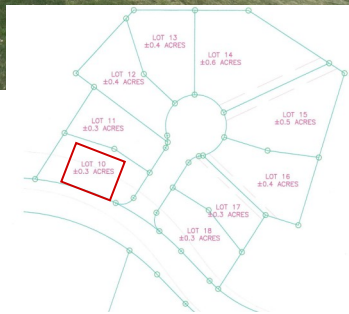 LOT 13
±0.4 ACRES
LOT 14
±0.6 ACRES
LOT 12
±0.4 ACRES
LOT 15
±0.5 ACRES
LOT 11
±0.3 ACRES
LOT 10
±0.3 ACRES
LOT 16
±0.4 ACRES
LOT 17
±0.3 ACRES
LOT 18
±0.3 ACRES